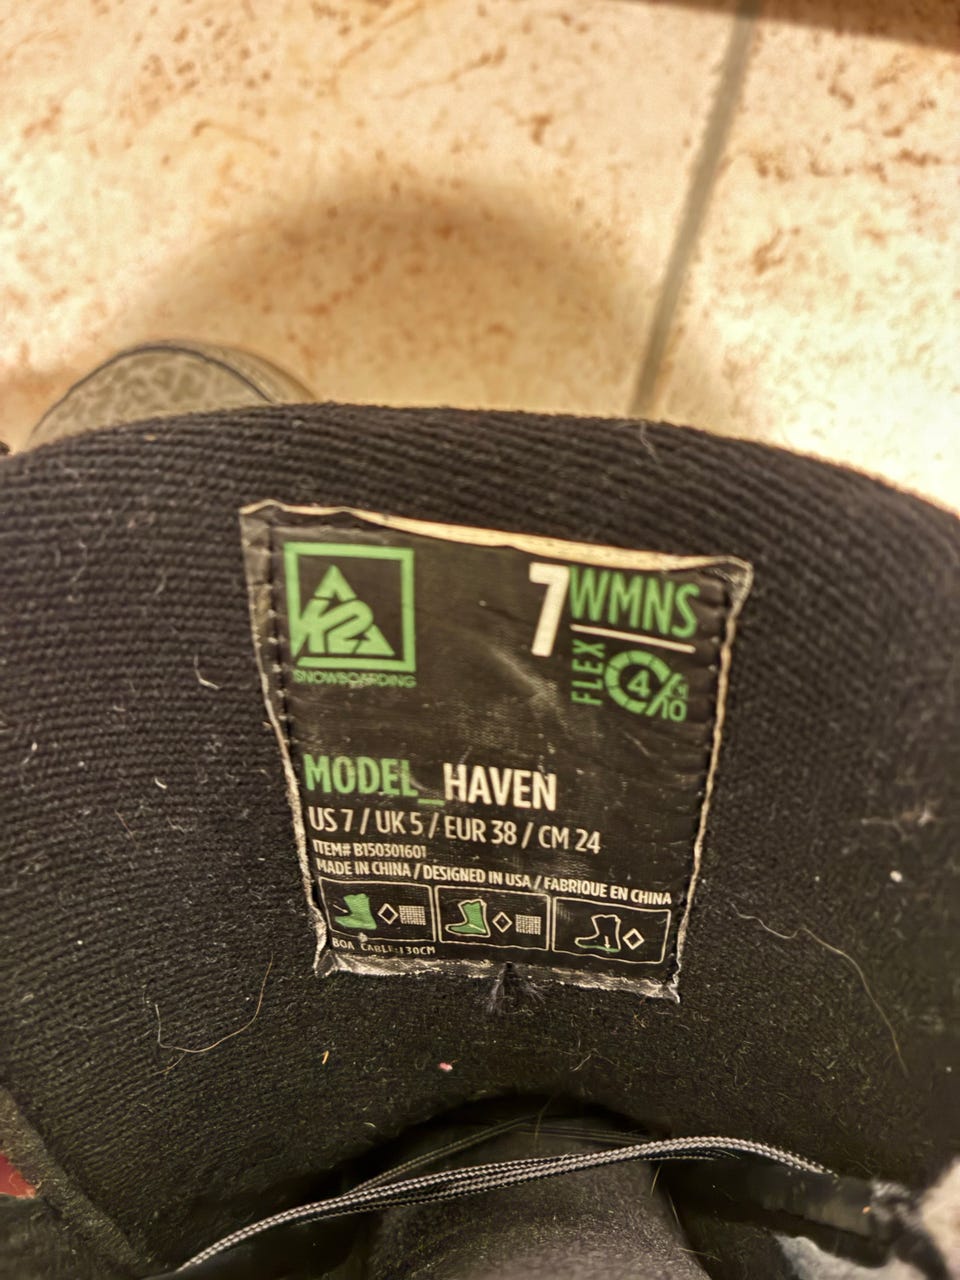 K2
SNOWBOARDING
7 WMNS
FLEX 4/10
MODEL_HAVEN
US 7 / UK 5 / EUR 38 / CM 24
ITEM# B150301601
MADE IN CHINA / DESIGNED IN USA / FABRIQUE EN CHINA
BOA CABLE:130CM